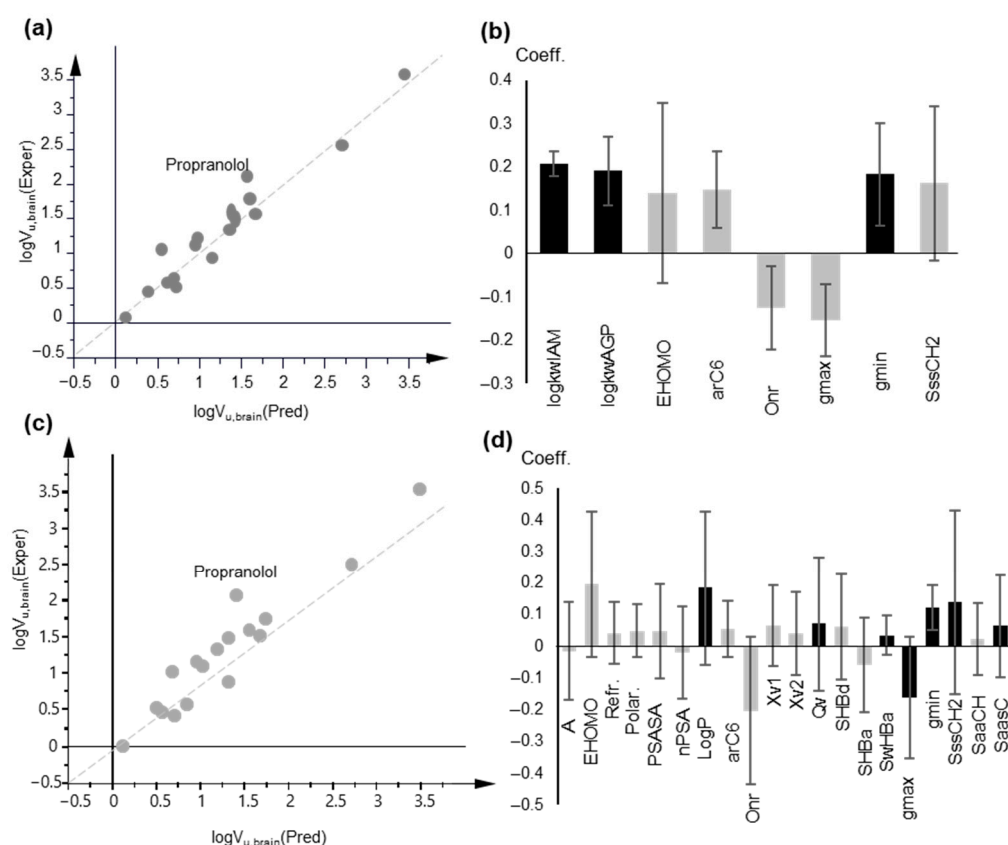 (a)
3.5
3
2.5
2
1.5
1
0.5
0
−0.5
logVu,brain(Exper)
Propranolol
−0.5 0 0.5 1 1.5 2 2.5 3 3.5
logVu,brain(Pred)
(b)
Coeff.
0.4
0.3
0.2
0.1
0
−0.1
−0.2
−0.3
logkwIAM
logkwAGP
EHOMO
arC6
Onr
gmax
gmin
SssCH2
(c)
3.5
3
2.5
2
1.5
1
0.5
0
−0.5
logVu,brain(Exper)
Propranolol
−0.5 0 0.5 1 1.5 2 2.5 3 3.5
logVu,brain(Pred)
(d)
Coeff.
0.5
0.4
0.3
0.2
0.1
0
−0.1
−0.2
−0.3
−0.4
−0.5
A
EHOMO
Refr.
Polar.
PSASA
nPSA
LogP
arC6
Onr
Xv1
Xv2
Qv
SHBd
SHBa
SwHBa
gmax
gmin
SssCH2
SaaCH
SaasC